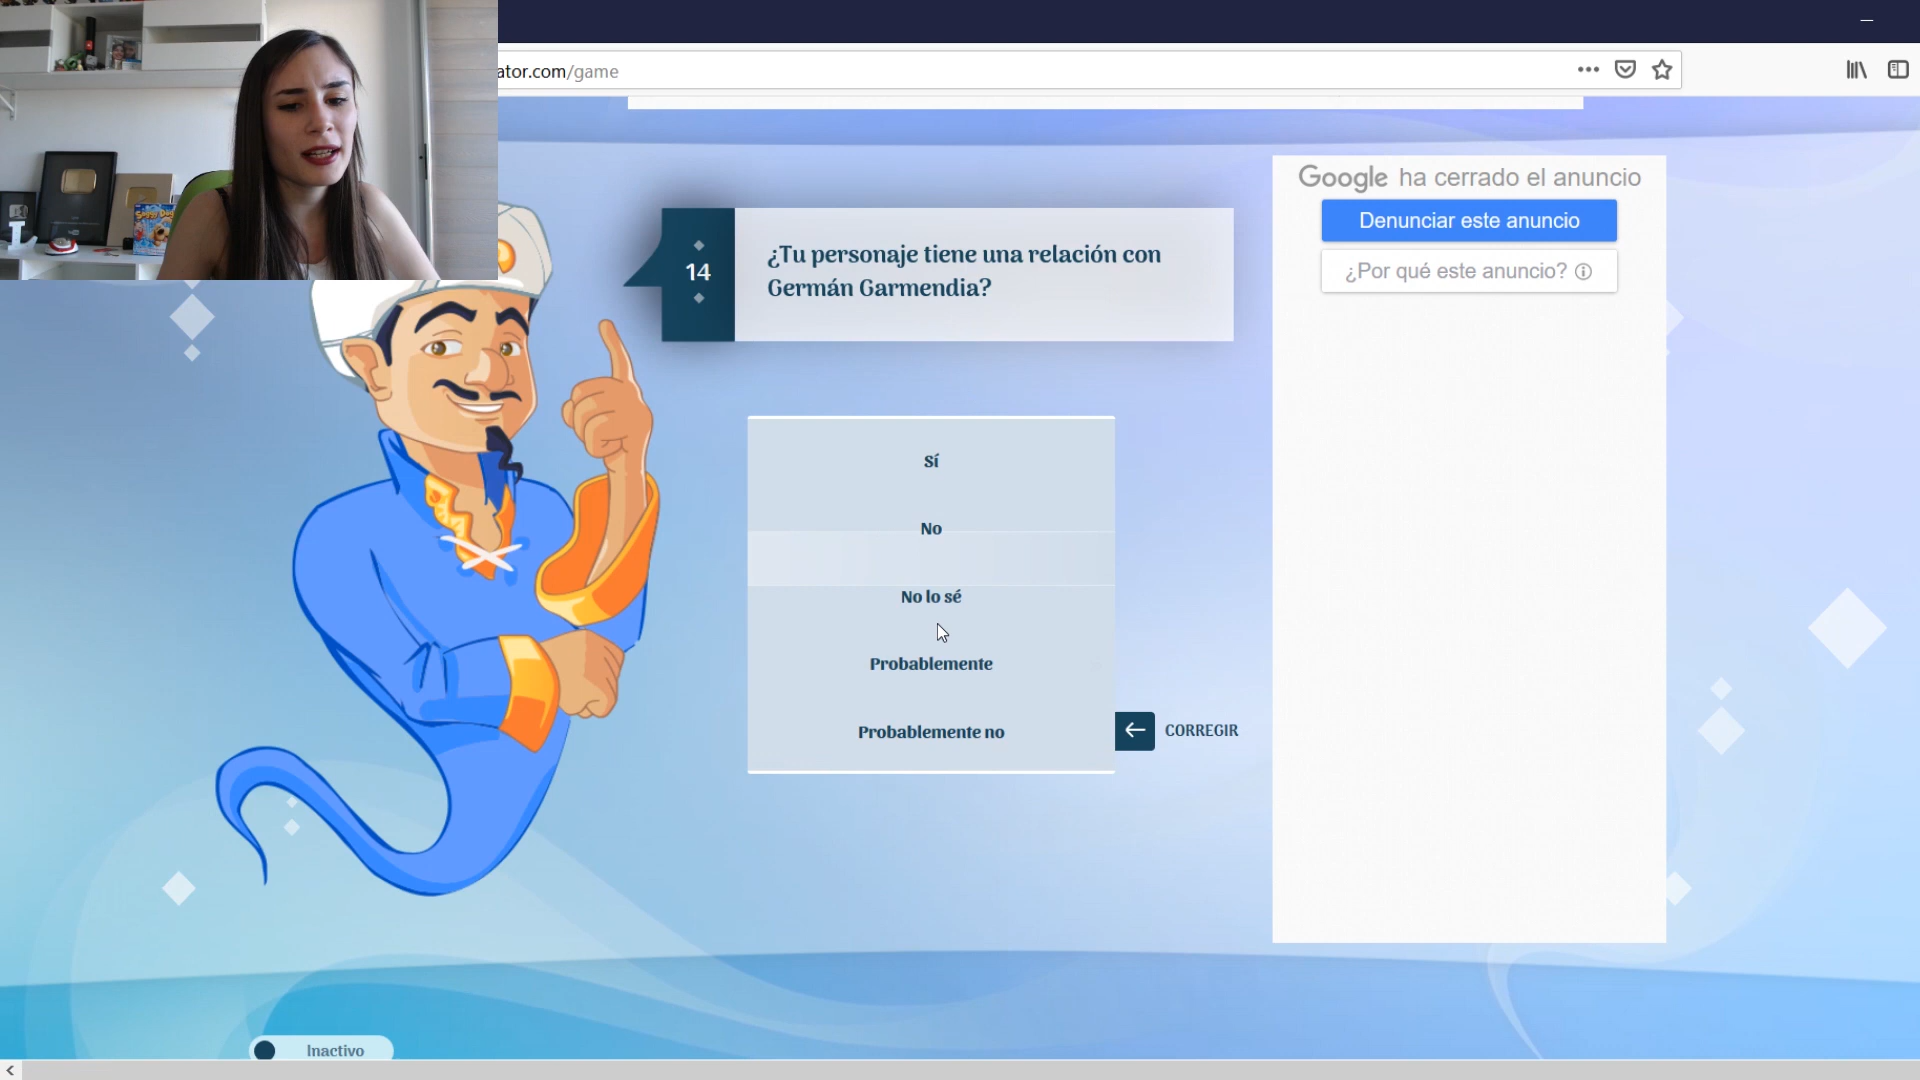 ator.com/game
14
¿Tu personaje tiene una relación con
Germán Garmendia?
Google ha cerrado el anuncio
Denunciar este anuncio
¿Por qué este anuncio?
Sí
No
No lo sé
Probablemente
Probablemente no
CORREGIR
Inactivo